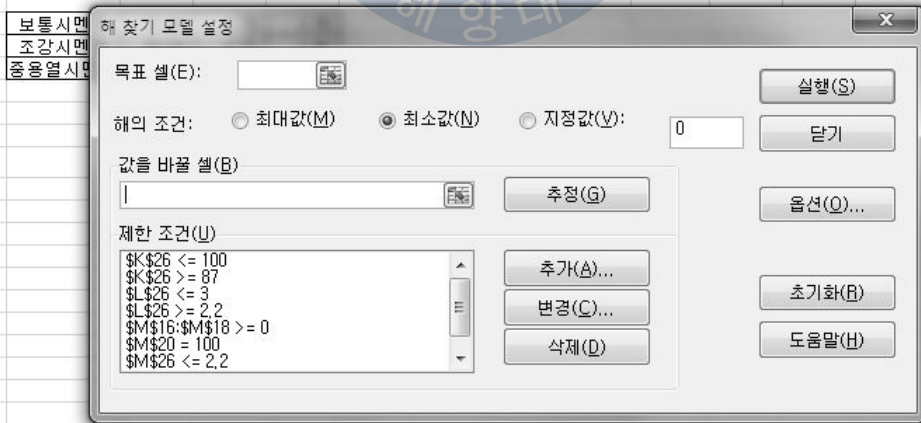 해양대
보통시멘
조강시멘
중용열시멘
해 찾기 모델 설정
목표 셀(E):
실행(S)
해의 조건: 최대값(M) 최소값(N) 지정값(V): 0
닫기
값을 바꿀 셀(B)
추정(G)
옵션(O)...
제한 조건(U)
$K$26 <= 100
$K$26 >= 87
$L$26 <= 3
$L$26 >= 2,2
$M$16:$M$18 >= 0
$M$20 = 100
$M$26 <= 2,2
추가(A)...
변경(C)...
삭제(D)
초기화(R)
도움말(H)